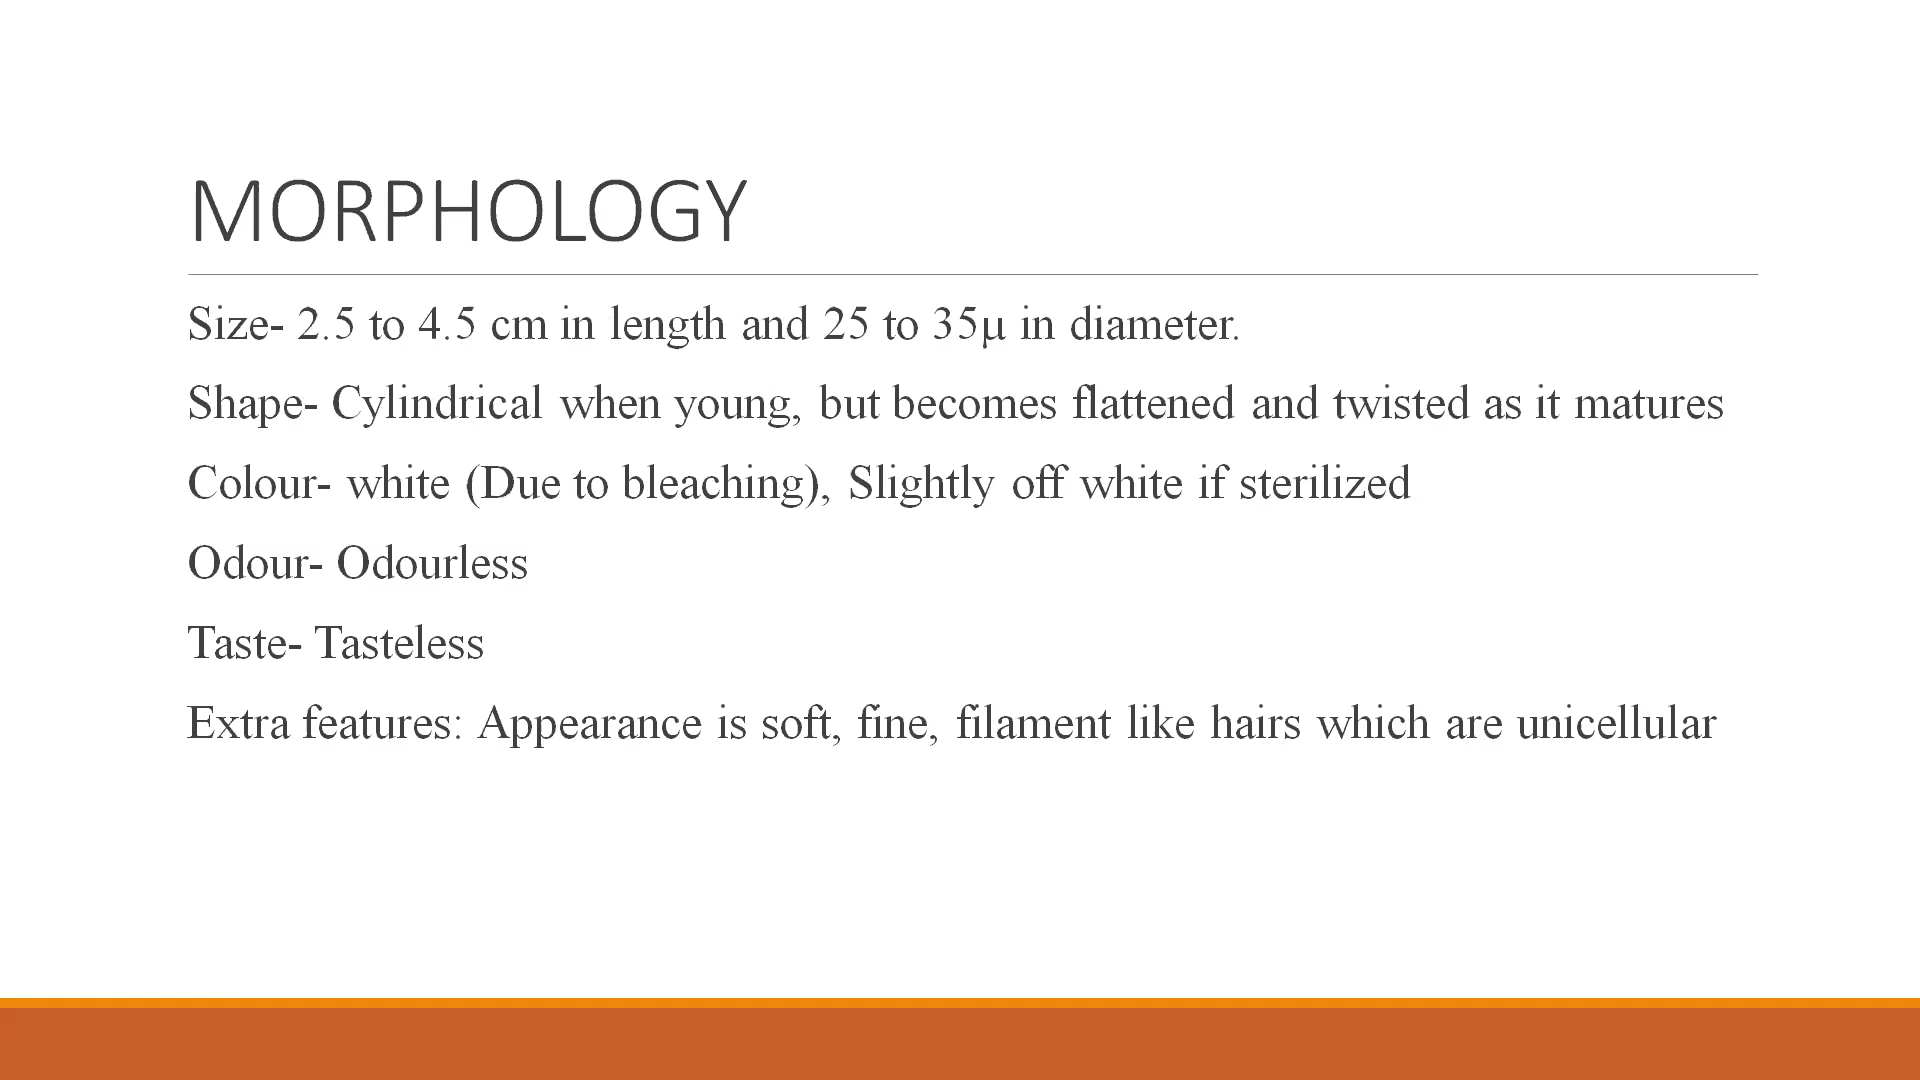 MORPHOLOGY
Size- 2.5 to 4.5 cm in length and 25 to 35μ in diameter.
Shape- Cylindrical when young, but becomes flattened and twisted as it matures
Colour- white (Due to bleaching), Slightly off white if sterilized
Odour- Odourless
Taste- Tasteless
Extra features: Appearance is soft, fine, filament like hairs which are unicellular